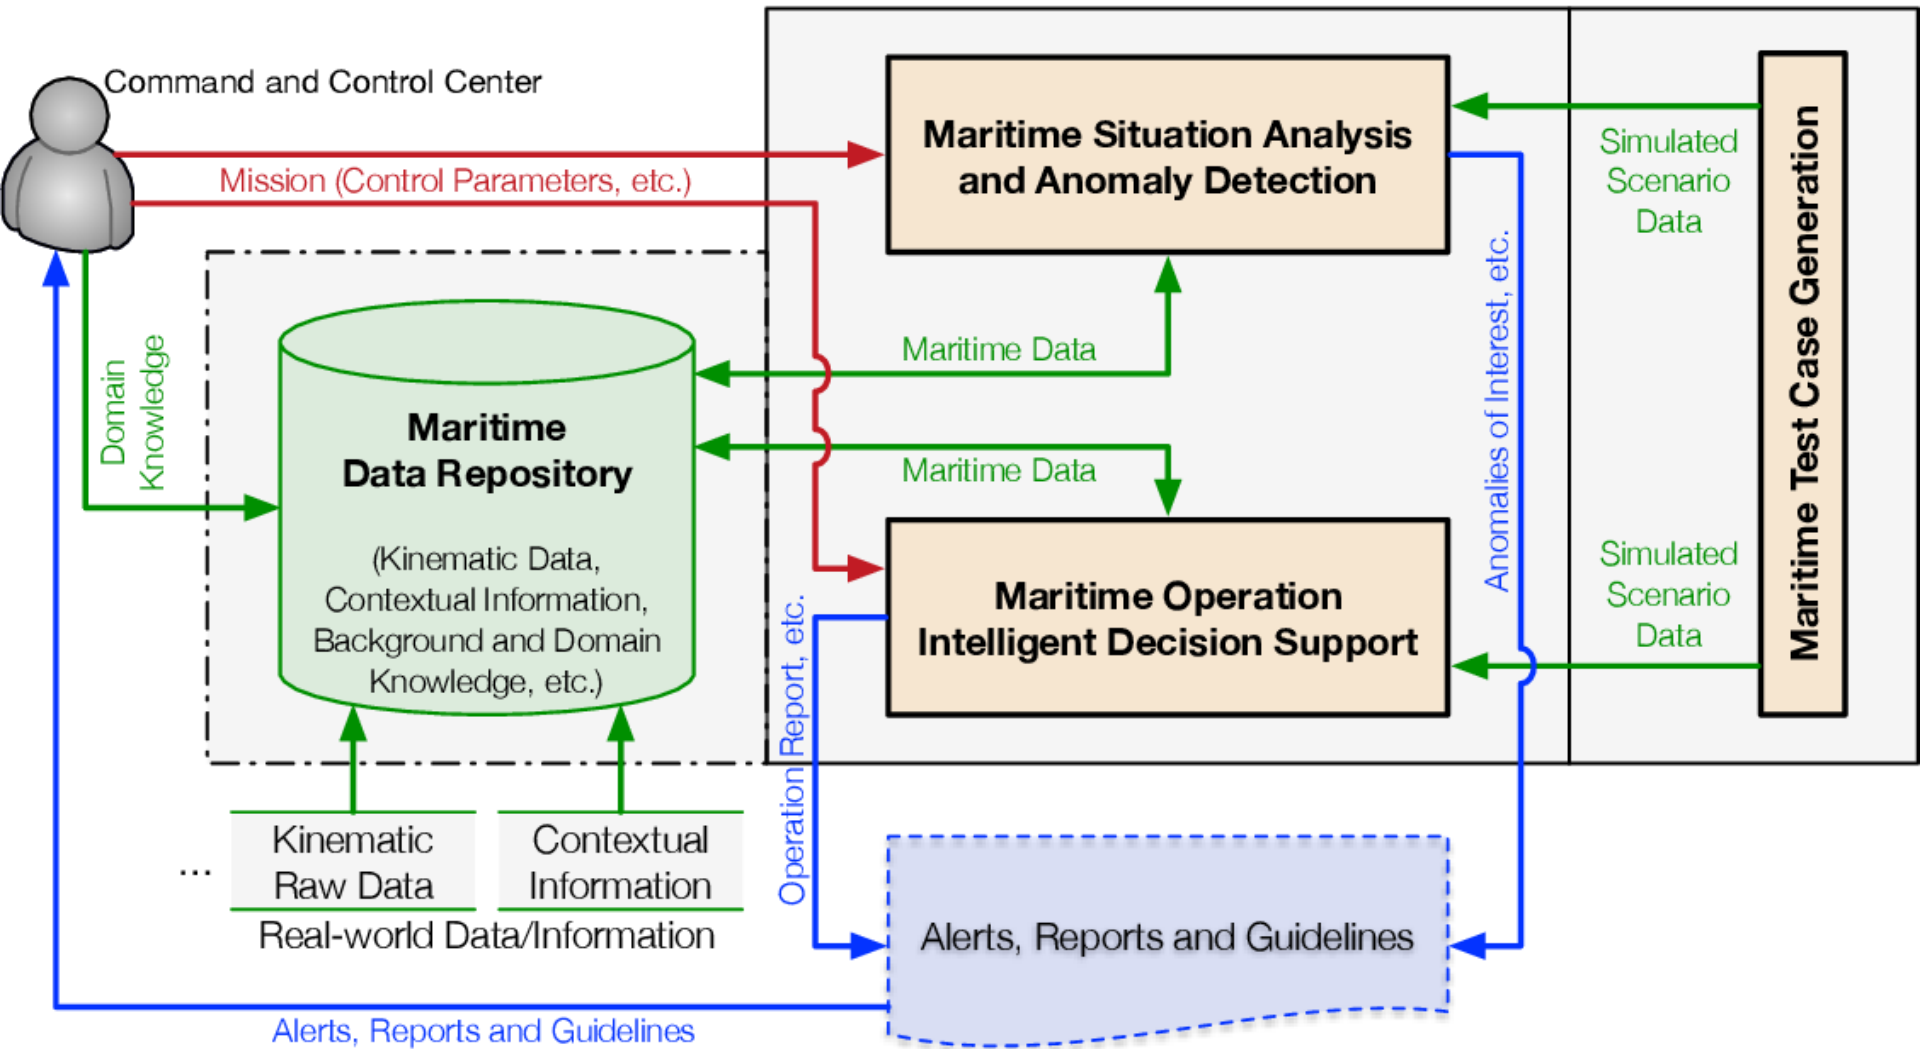 Command and Control Center
Mission (Control Parameters, etc.)
Maritime Situation Analysis
and Anomaly Detection
Simulated
Scenario
Data
Maritime Test Case Generation
Domain
Knowledge
Maritime
Data Repository
(Kinematic Data,
Contextual Information,
Background and Domain
Knowledge, etc.)
Maritime Data
Maritime Data
Anomalies of Interest, etc.
Maritime Operation
Intelligent Decision Support
Simulated
Scenario
Data
Operation Report, etc.
...
Kinematic
Raw Data
Contextual
Information
Real-world Data/Information
Alerts, Reports and Guidelines
Alerts, Reports and Guidelines